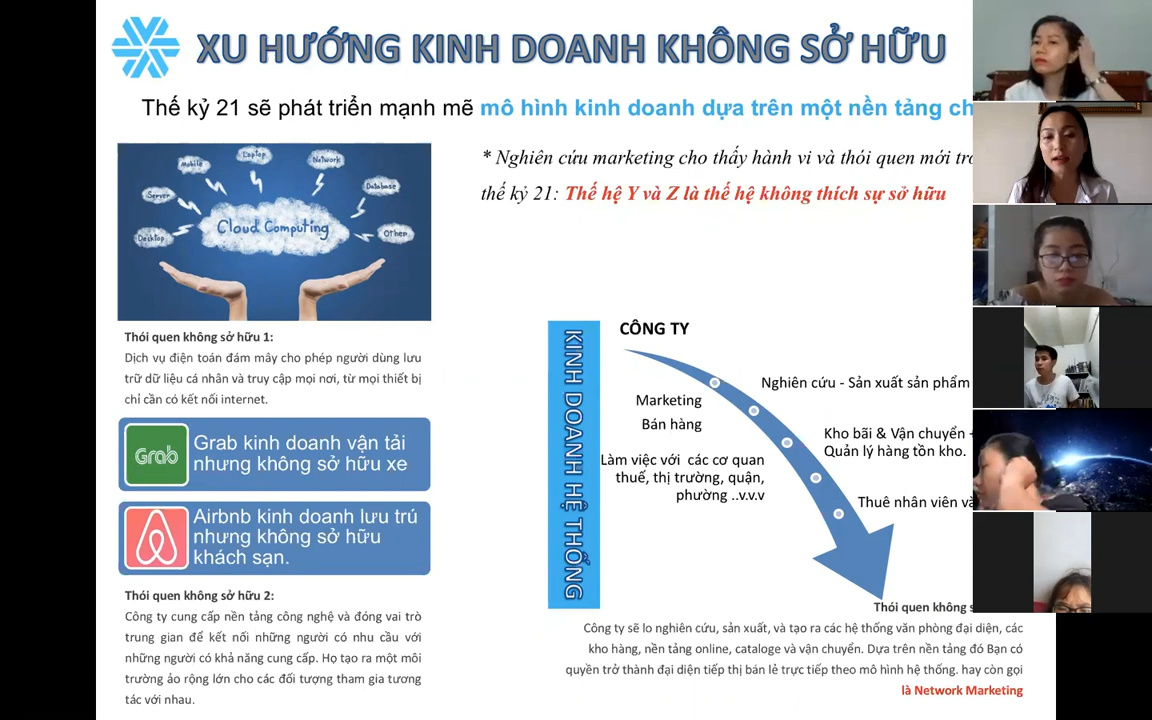 XU HƯỚNG KINH DOANH KHÔNG SỞ HỮU
Thế kỷ 21 sẽ phát triển mạnh mẽ mô hình kinh doanh dựa trên một nền tảng
Mobile
Laptop
Network
Server
Database
Cloud Computing
Desktop
Other
* Nghiên cứu marketing cho thấy hành vi và thói quen mới
thế kỷ 21: Thế hệ Y và Z là thế hệ không thích sự sở hữu
Thói quen không sở hữu 1:
Dịch vụ điện toán đám mây cho phép người dùng lưu
trữ dữ liệu cá nhân và truy cập mọi nơi, từ mọi thiết bị
chỉ cần có kết nối internet.
Grab
Grab kinh doanh vận tải
nhưng không sở hữu xe
Airbnb kinh doanh lưu trú
nhưng không sở hữu
khách sạn.
Thói quen không sở hữu 2:
Công ty cung cấp nền tảng công nghệ và đóng vai trò
trung gian để kết nối những người có nhu cầu với
những người có khả năng cung cấp. Họ tạo ra một môi
trường ảo rộng lớn cho các đối tượng tham gia tương
tác với nhau.
KINH DOANH HỆ THỐNG
CÔNG TY
Nghiên cứu - Sản xuất sản phẩm
Marketing
Bán hàng
Kho bãi & Vận chuyển +
Quản lý hàng tồn kho.
Làm việc với các cơ quan
thuế, thị trường, quận,
phường ..v.v.v
Thuê nhân viên
Thói quen không
Công ty sẽ lo nghiên cứu, sản xuất, và tạo ra các hệ thống văn phòng đại diện, các
kho hàng, nền tảng online, cataloge và vận chuyển. Dựa trên nền tảng đó Bạn có
quyền trở thành đại diện tiếp thị bán lẻ trực tiếp theo mô hình hệ thống. hay còn gọi
là Network Marketing